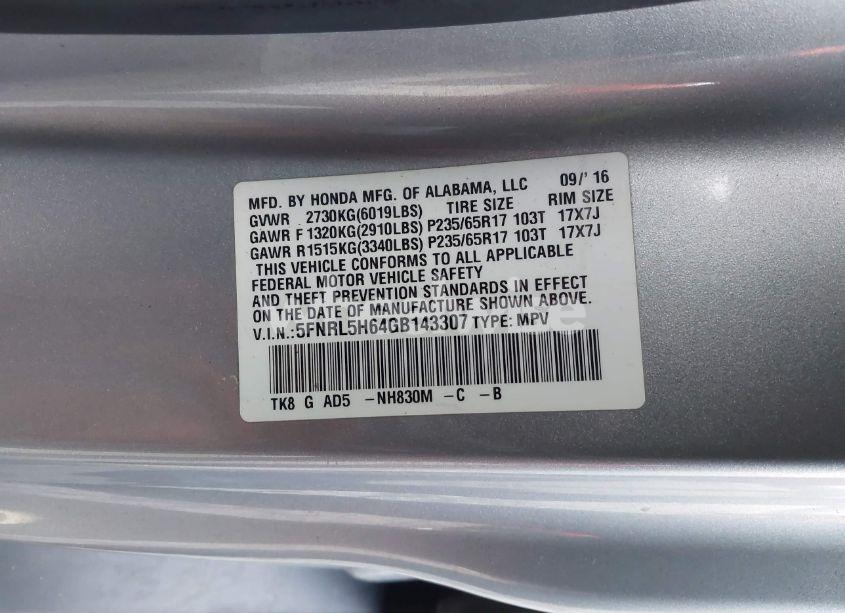 MFD. BY HONDA MFG. OF ALABAMA, LLC 09/' 16
GVWR 2730KG(6019LBS) TIRE SIZE RIM SIZE
GAWR F 1320KG(2910LBS) P235/65R17 103T 17X7J
GAWR R1515KG(3340LBS) P235/65R17 103T 17X7J
THIS VEHICLE CONFORMS TO ALL APPLICABLE
FEDERAL MOTOR VEHICLE SAFETY
AND THEFT PREVENTION STANDARDS IN EFFECT
ON THE DATE OF MANUFACTURE SHOWN ABOVE.
V.I.N.:5FNRL5H64GB143307 TYPE: MPV
TK8 G AD5 -NH830M -C -B